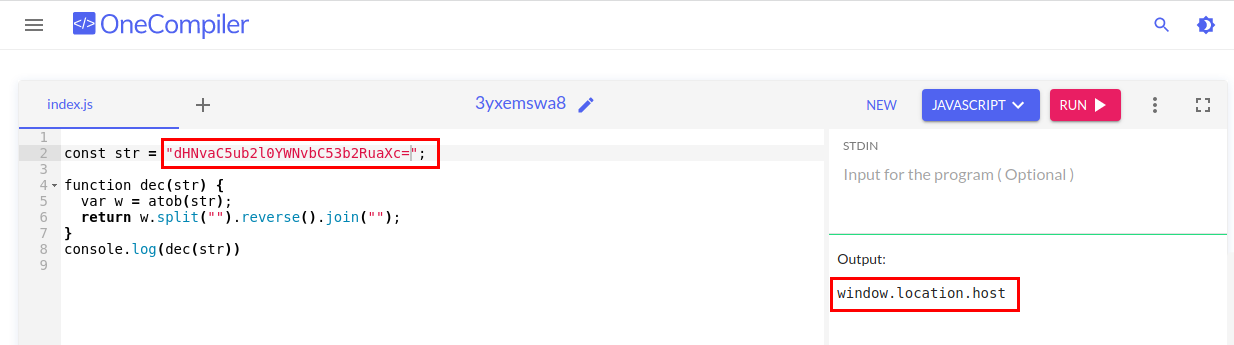 </> OneCompiler
index.js + 3yxemswa8 NEW JAVASCRIPT RUN
1
2 const str = "dHNvaC5ub2l0YWNvbC53b2RuaXc=";
3
4 function dec(str) {
5 var w = atob(str);
6 return w.split("").reverse().join("");
7 }
8 console.log(dec(str))
9
STDIN
Input for the program ( Optional )
Output:
window.location.host